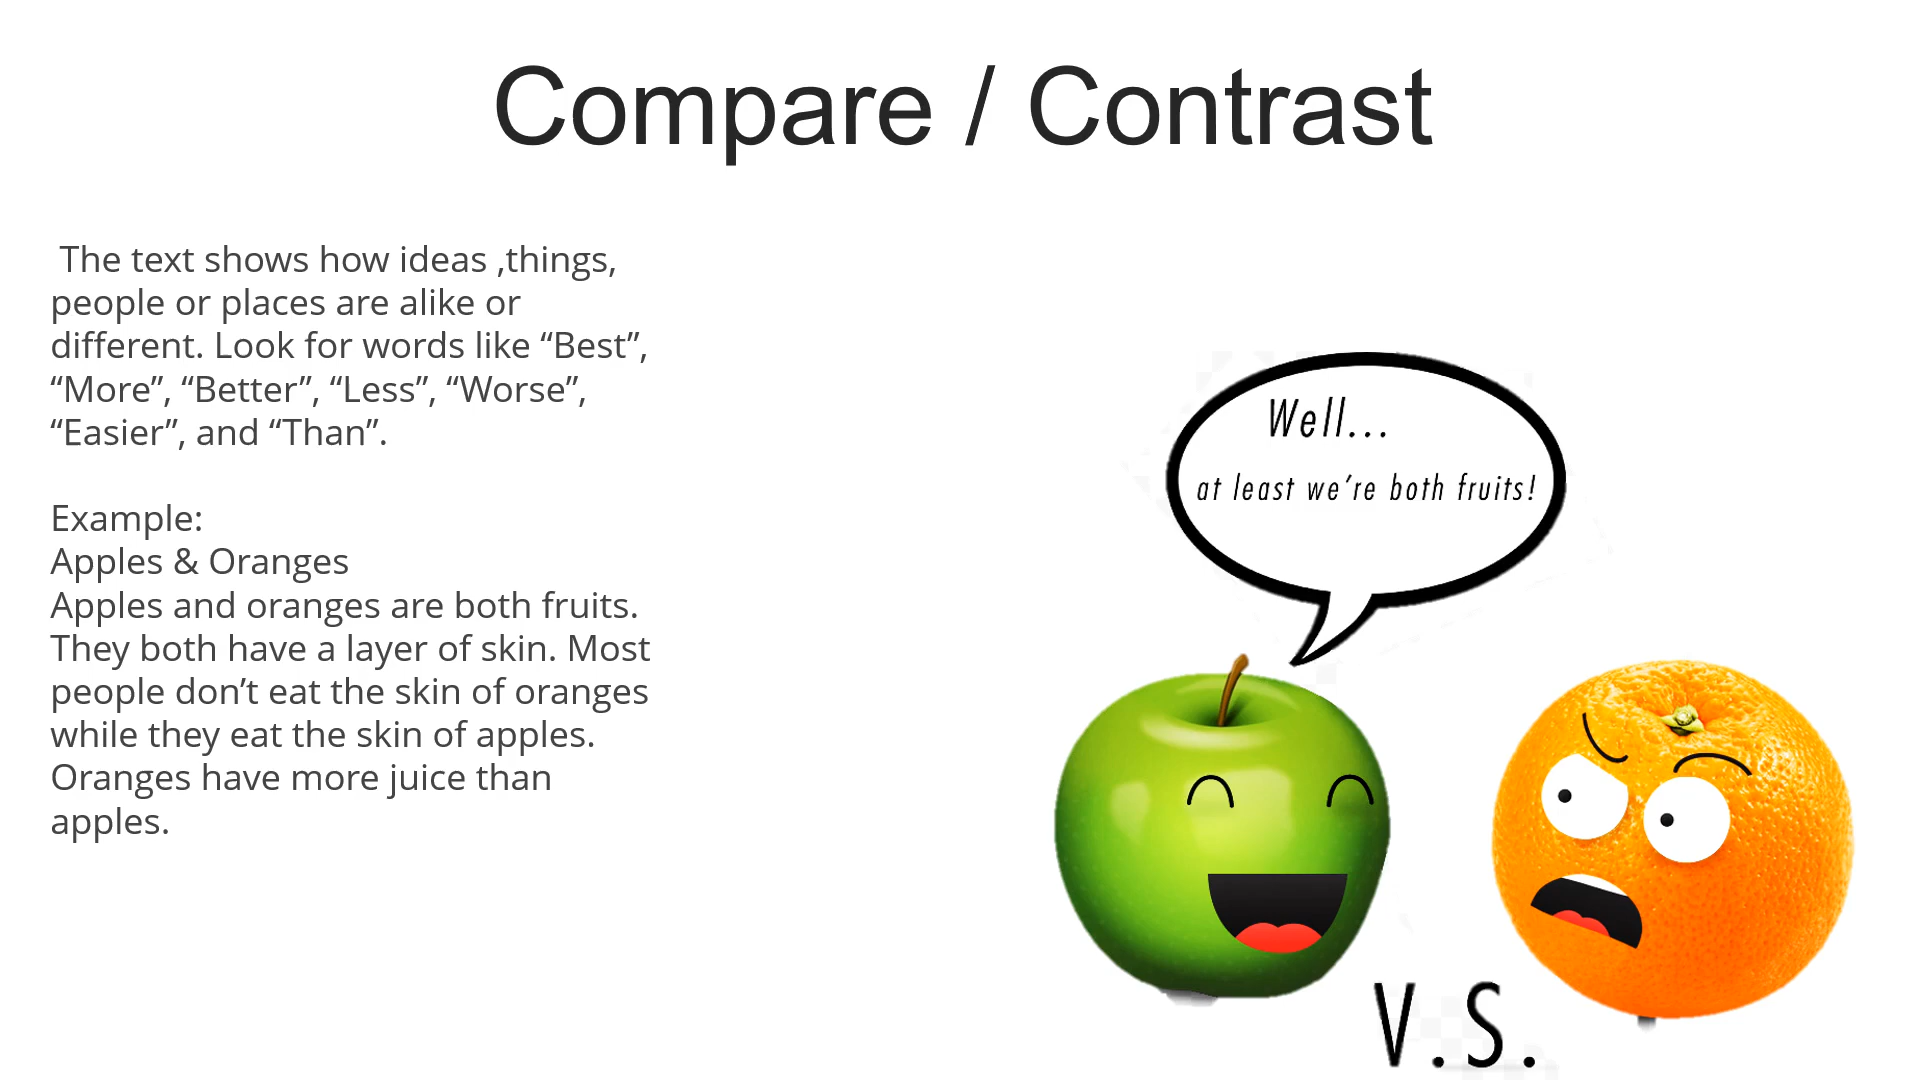 Compare / Contrast
The text shows how ideas ,things,
people or places are alike or
different. Look for words like “Best”,
“More”, “Better”, “Less”, “Worse”,
“Easier”, and “Than”.
Example:
Apples & Oranges
Apples and oranges are both fruits.
They both have a layer of skin. Most
people don’t eat the skin of oranges
while they eat the skin of apples.
Oranges have more juice than
apples.
Well...
at least we’re both fruits!
V.S.